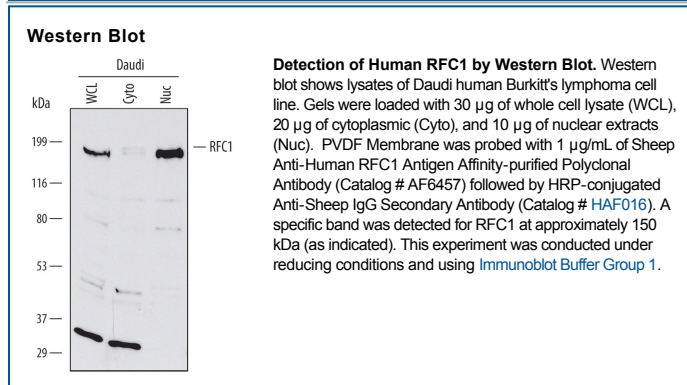 Western Blot
Daudi
WCL
Cyto
Nuc
kDa
199
RFC1
116
80
53
37
29
Detection of Human RFC1 by Western Blot. Western
blot shows lysates of Daudi human Burkitt's lymphoma cell
line. Gels were loaded with 30 µg of whole cell lysate (WCL),
20 µg of cytoplasmic (Cyto), and 10 µg of nuclear extracts
(Nuc). PVDF Membrane was probed with 1 µg/mL of Sheep
Anti-Human RFC1 Antigen Affinity-purified Polyclonal
Antibody (Catalog # AF6457) followed by HRP-conjugated
Anti-Sheep IgG Secondary Antibody (Catalog # HAF016). A
specific band was detected for RFC1 at approximately 150
kDa (as indicated). This experiment was conducted under
reducing conditions and using Immunoblot Buffer Group 1.